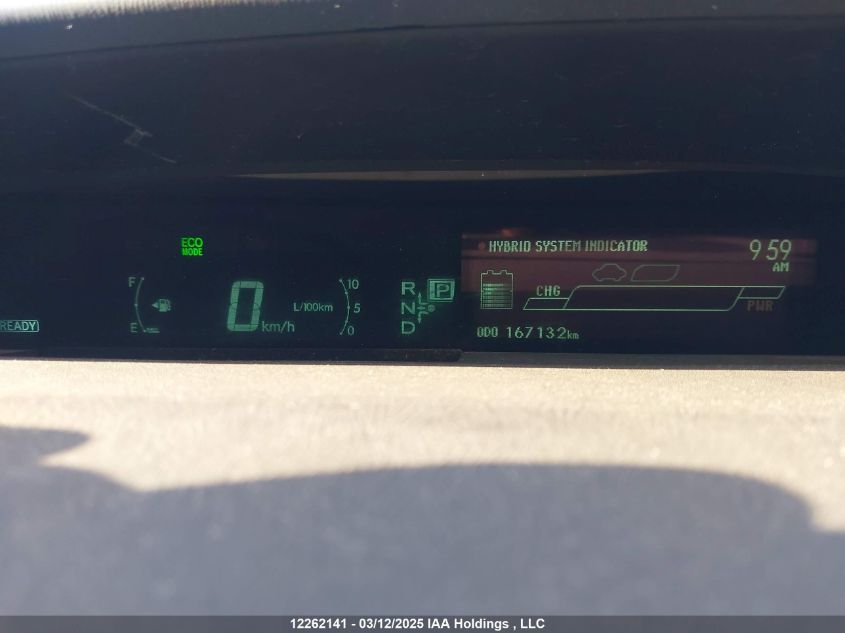 HYBRID SYSTEM INDICATOR
9:59
AM
ECO
MODE
F
E
0
km/h
L/100km
10
5
0
R
N
D
P
CHG
PWR
READY
ODO 167132km
12262141 - 03/12/2025 IAA Holdings , LLC